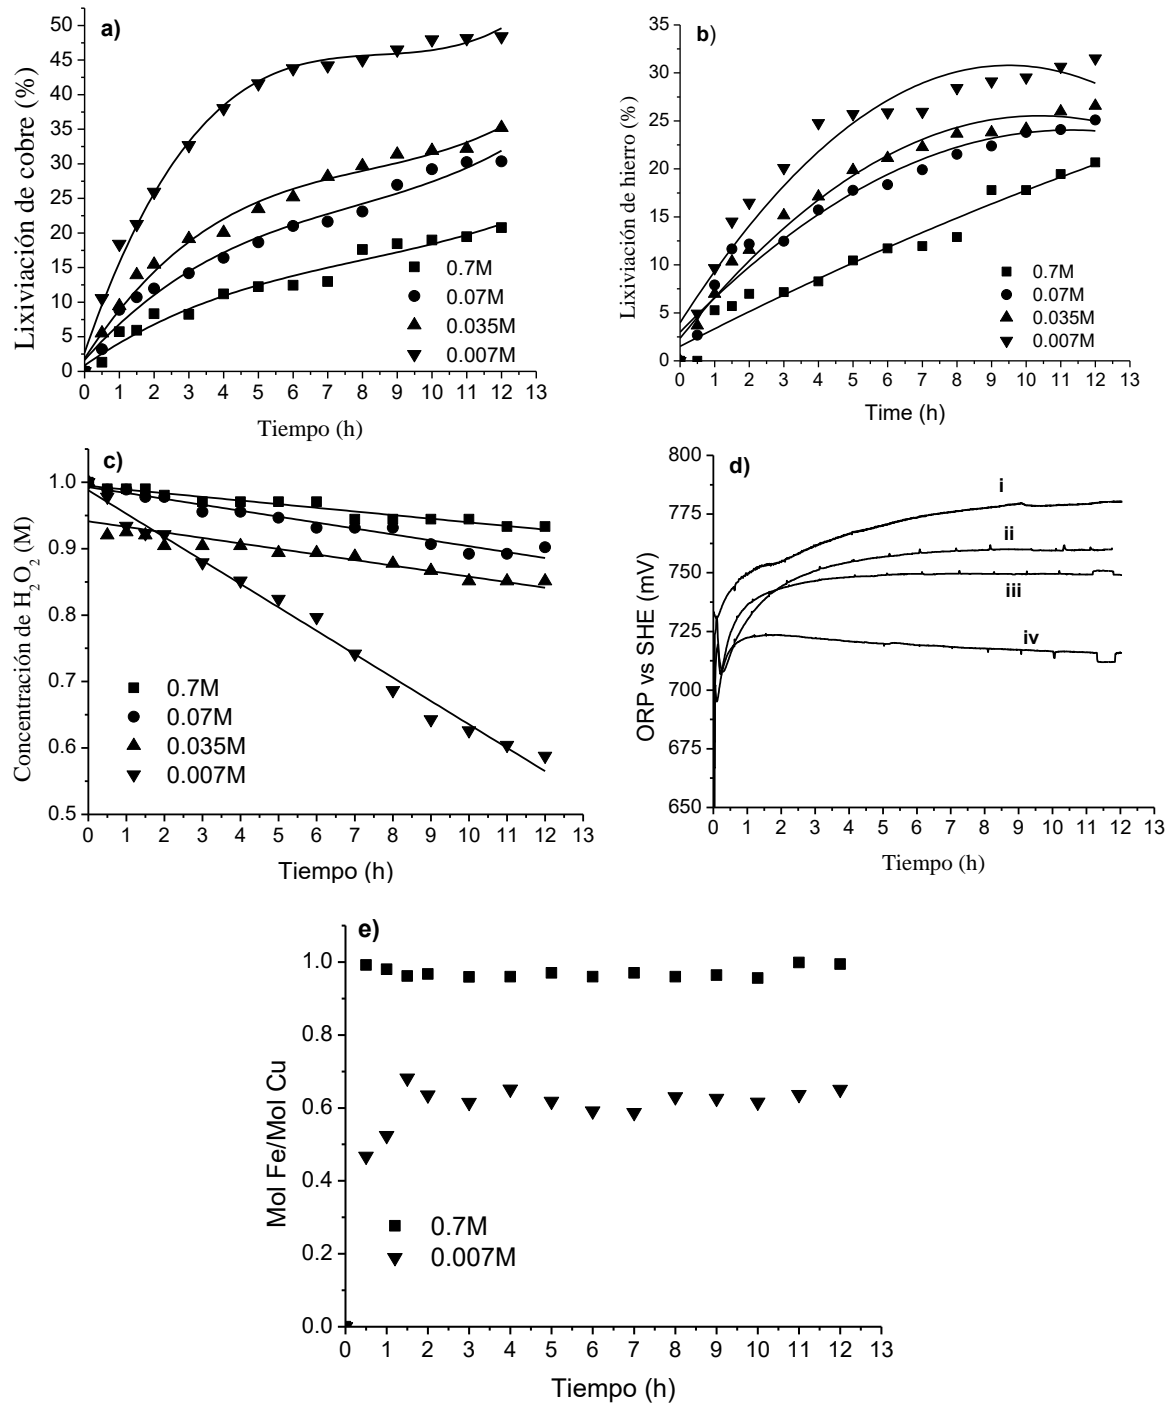 a)
Lixiviación de cobre (%)
50
45
40
35
30
25
20
15
10
5
0
0 1 2 3 4 5 6 7 8 9 10 11 12 13
Tiempo (h)
0.7M
0.07M
0.035M
0.007M
b)
Lixiviación de hierro (%)
35
30
25
20
15
10
5
0
0 1 2 3 4 5 6 7 8 9 10 11 12 13
Time (h)
0.7M
0.07M
0.035M
0.007M
c)
Concentración de H₂O₂ (M)
1.0
0.9
0.8
0.7
0.6
0.5
0 1 2 3 4 5 6 7 8 9 10 11 12 13
Tiempo (h)
0.7M
0.07M
0.035M
0.007M
d)
ORP vs SHE (mV)
800
775
750
725
700
675
650
0 1 2 3 4 5 6 7 8 9 10 11 12 13
Tiempo (h)
i
ii
iii
iv
e)
Mol Fe/Mol Cu
1.0
0.8
0.6
0.4
0.2
0.0
0 1 2 3 4 5 6 7 8 9 10 11 12 13
Tiempo (h)
0.7M
0.007M